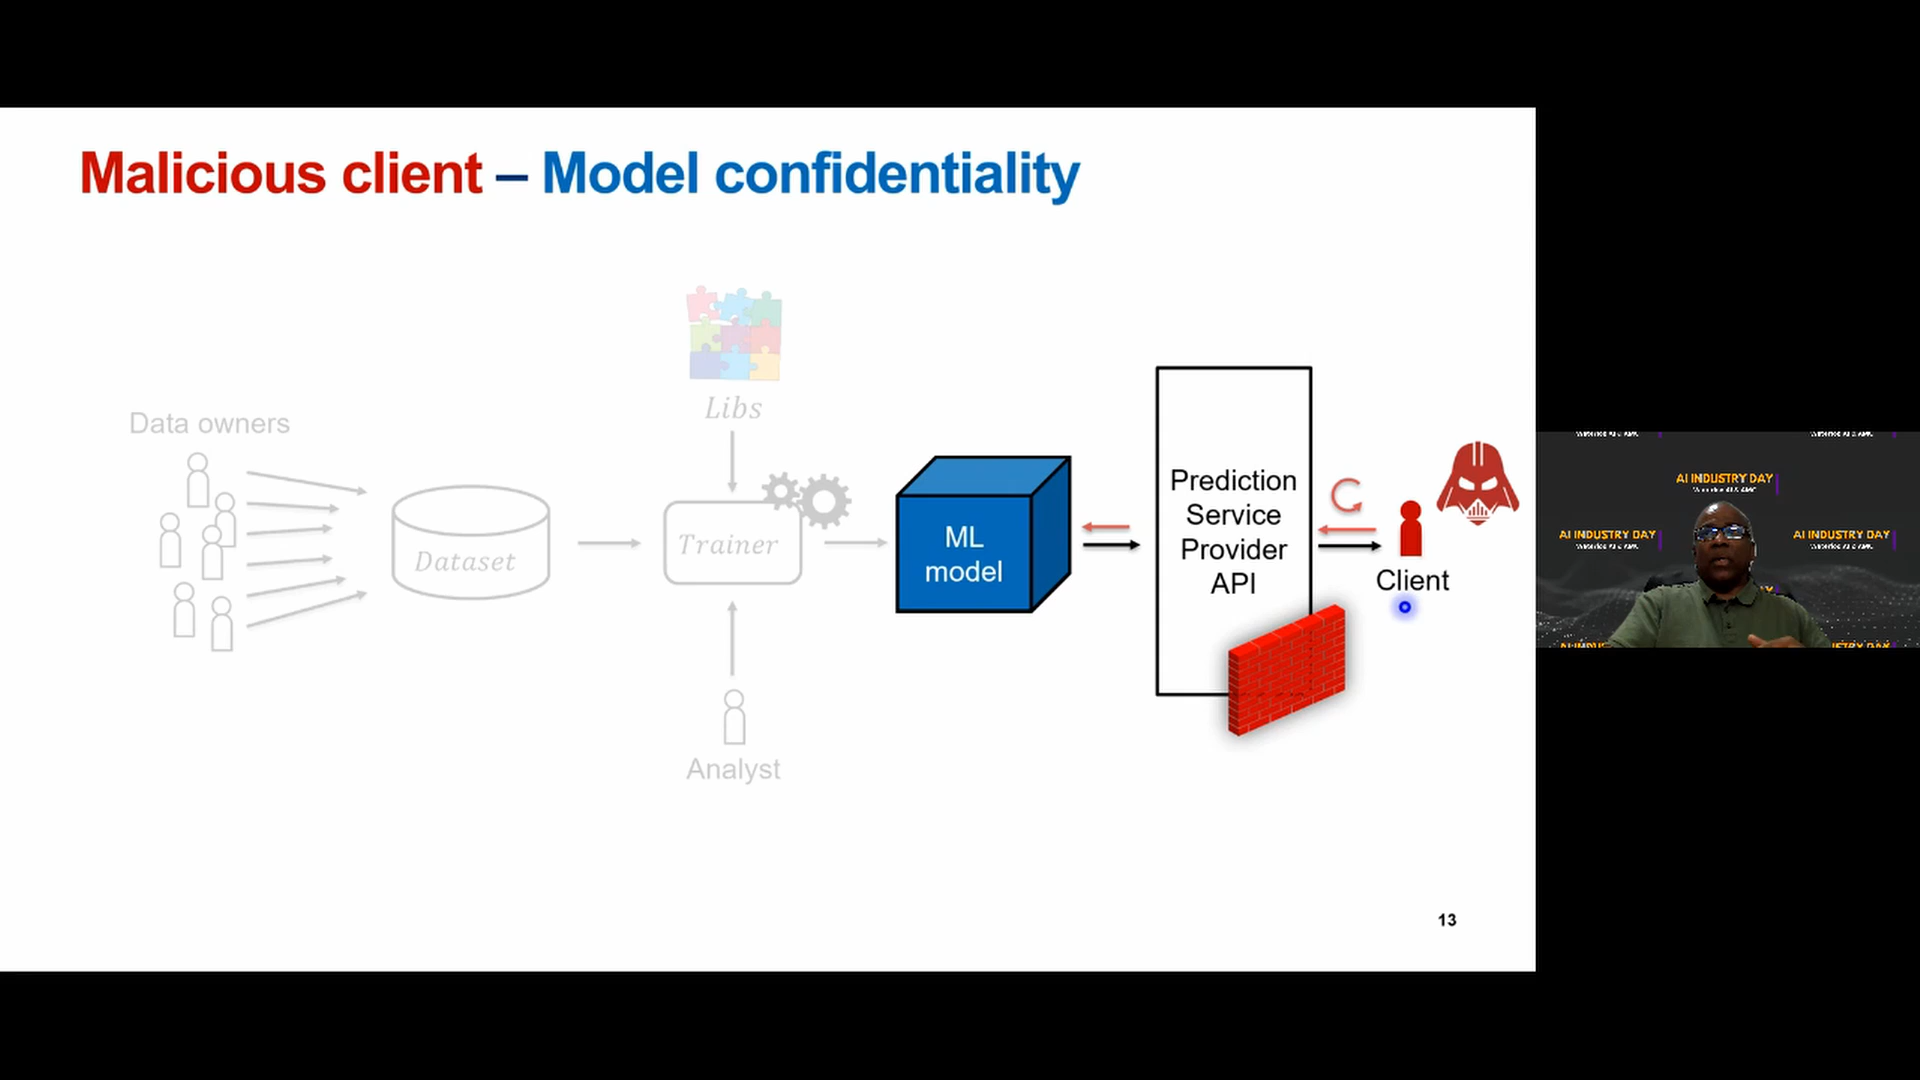 Malicious client – Model confidentiality
Libs
Data owners
Dataset
Trainer
ML
model
Prediction
Service
Provider
API
Client
Analyst
13
AI INDUSTRY DAY
AI INDUSTRY DAY
AI INDUSTRY DAY